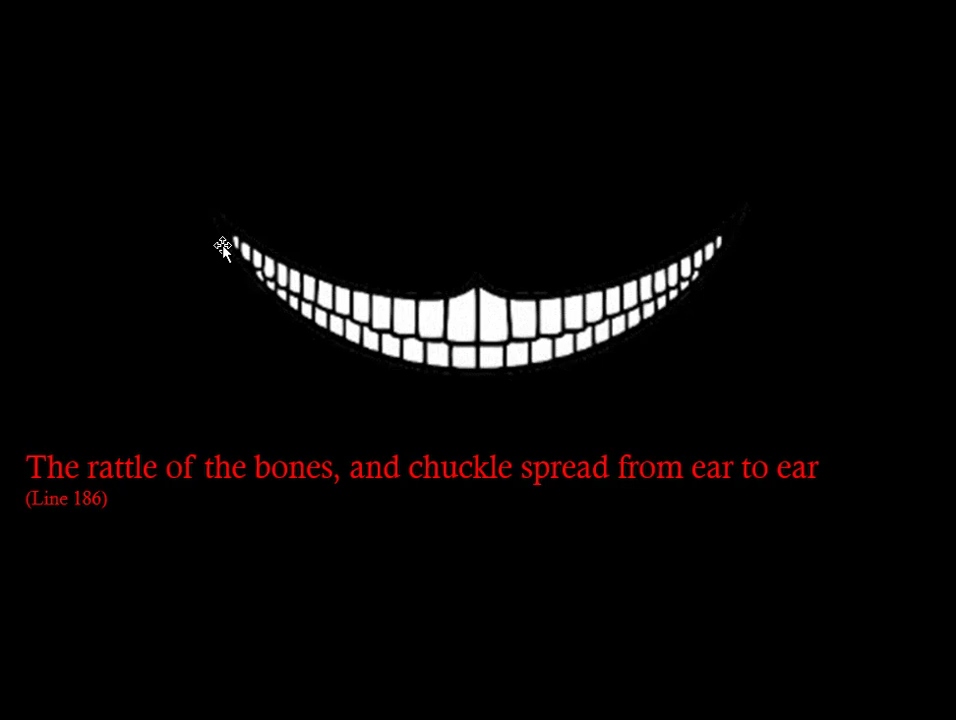 The rattle of the bones, and chuckle spread from ear to ear
(Line 186)